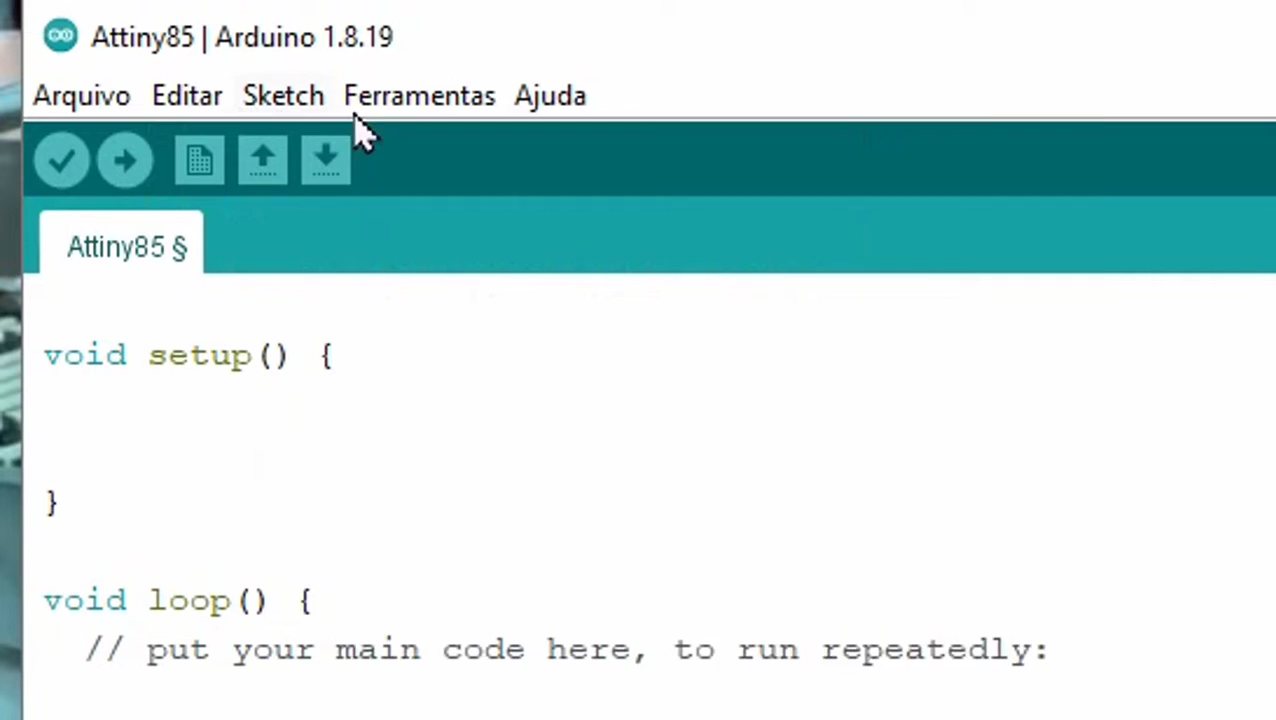 Attiny85 | Arduino 1.8.19
Arquivo Editar Sketch Ferramentas Ajuda
Attiny85 §
void setup() {
}
void loop() {
// put your main code here, to run repeatedly: